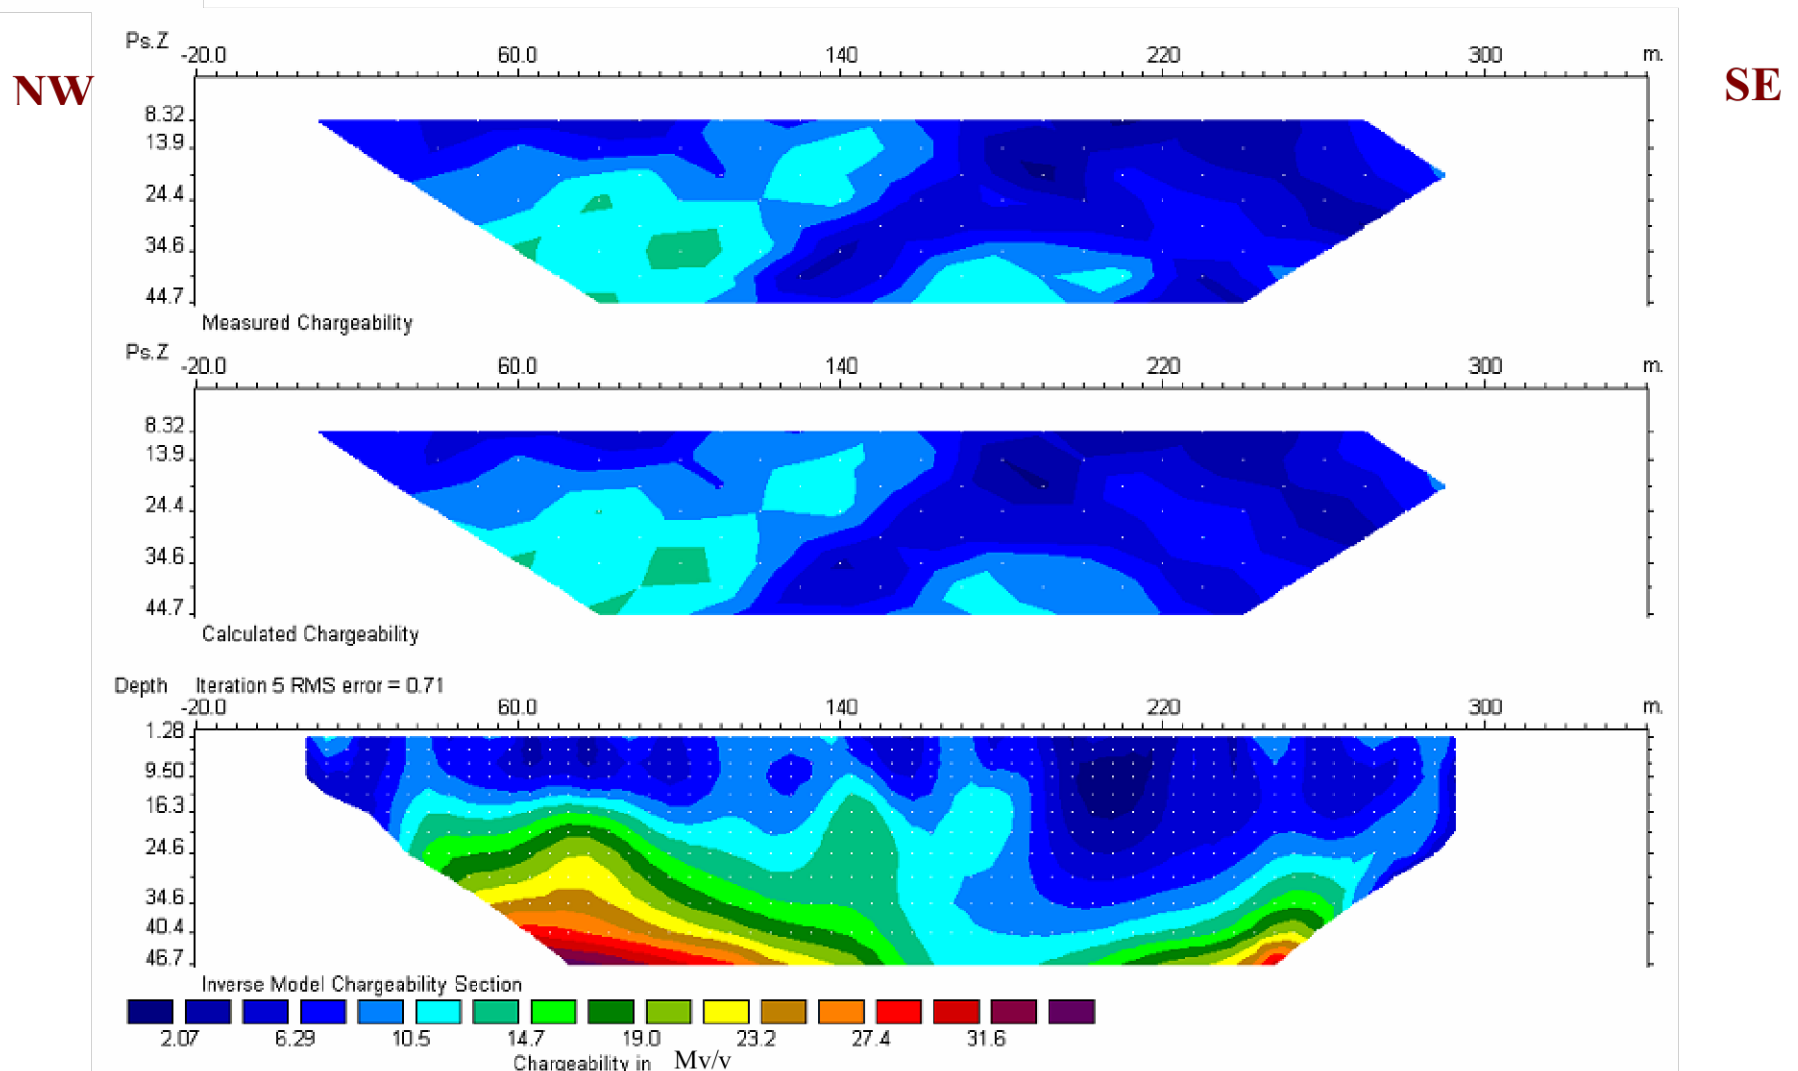 Ps.Z -20.0 60.0 140 220 300 m.
NW SE
8.32
13.9
24.4
34.6
44.7
Measured Chargeability
Ps.Z -20.0 60.0 140 220 300 m.
8.32
13.9
24.4
34.6
44.7
Calculated Chargeability
Depth Iteration 5 RMS error = 0.71
-20.0 60.0 140 220 300 m.
1.28
9.50
16.3
24.6
34.6
40.4
46.7
Inverse Model Chargeability Section
2.07 6.29 10.5 14.7 19.0 23.2 27.4 31.6
Chargeability in Mv/v